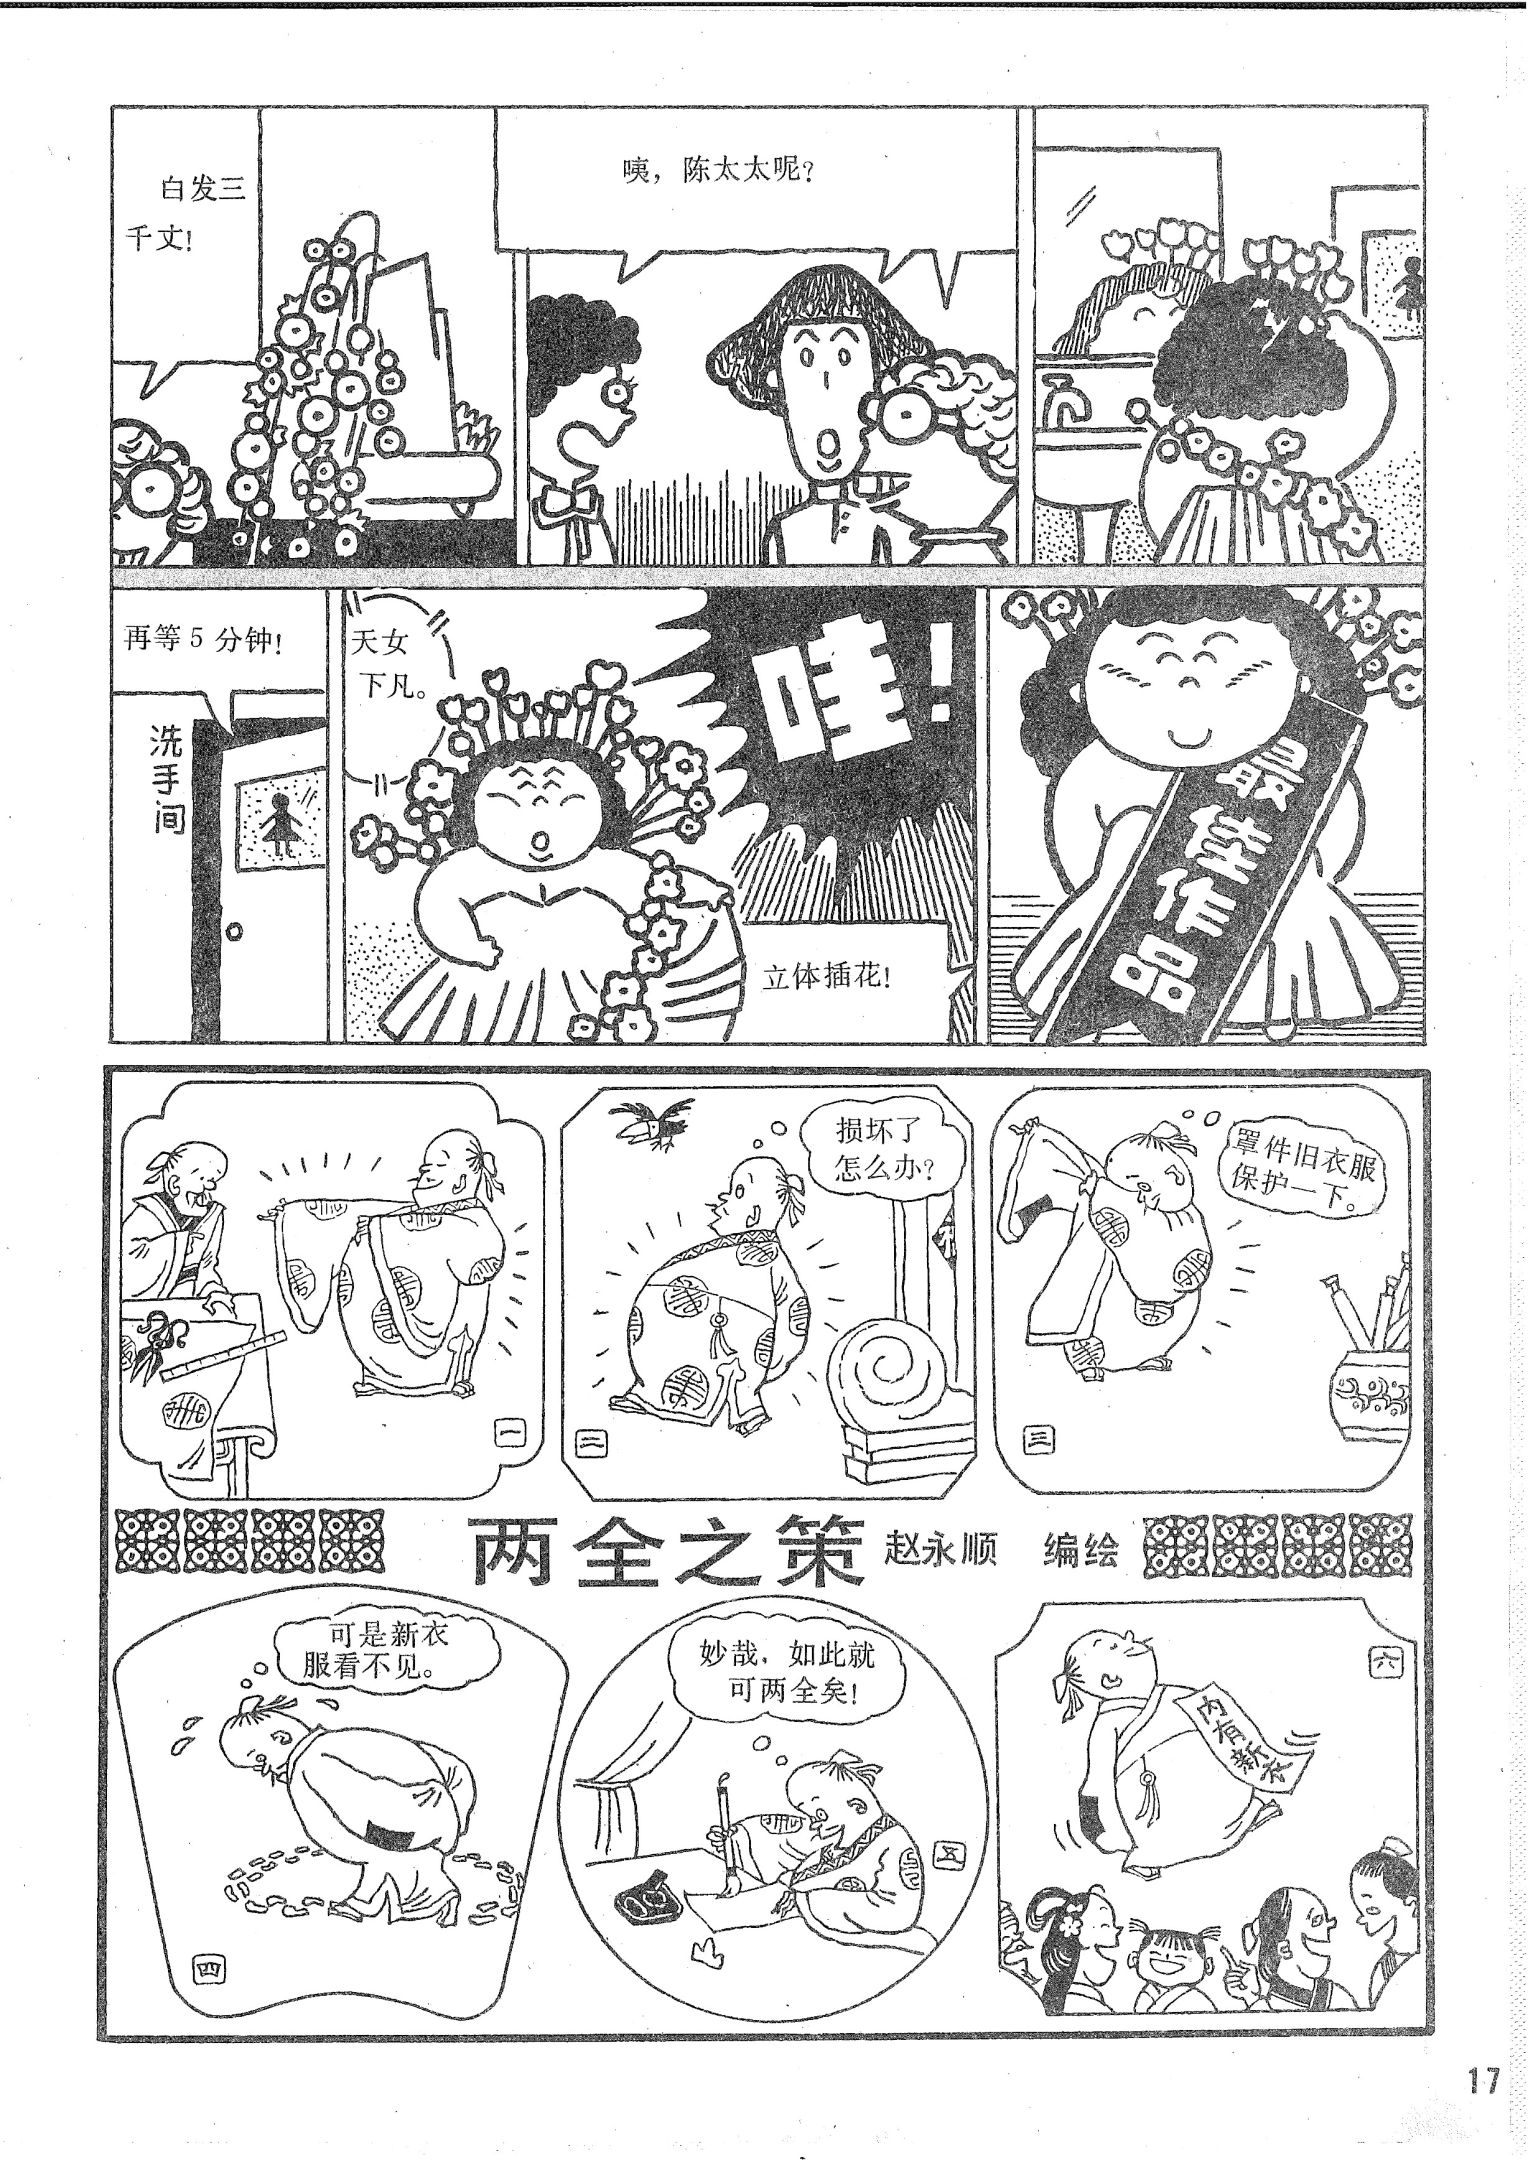 白发三
千丈!
咦，陈太太呢?
再等5分钟!
洗手间
天女
下凡。
哇!
立体插花!
最佳作品
损坏了
怎么办?
罩件旧衣服
保护一下。
一
二
三
两全之策 赵永顺 编绘
可是新衣
服看不见。
四
妙哉，如此就
可两全矣!
五
六
内有新衣
17